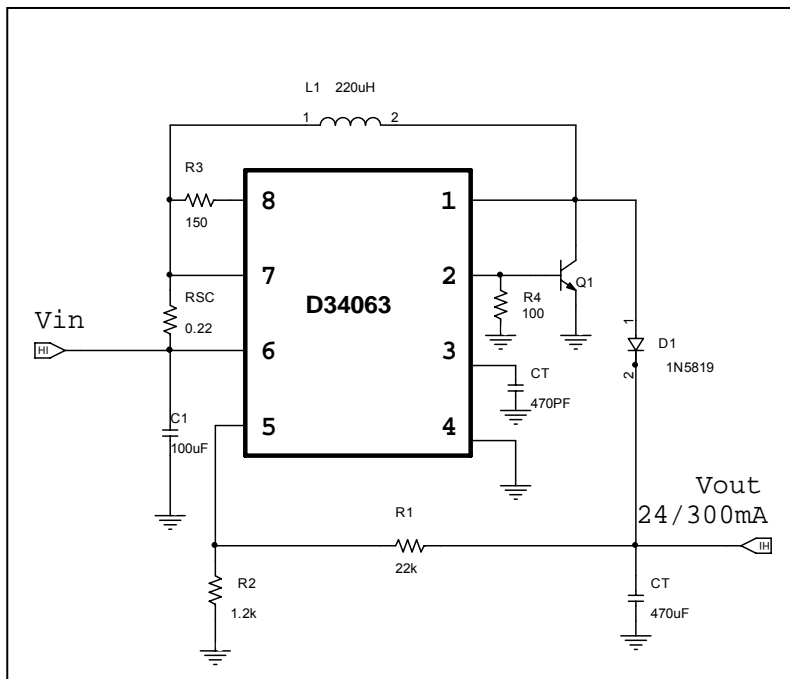 L1 220uH
1 2
R3
150
8 1
7 2
RSC
0.22
D34063
R4
100
Q1
Vin
HI
6 3
1
D1
1N5819
2
CT
470PF
C1
100uF
5 4
Vout
24/300mA
R1
22k
IH
R2
1.2k
CT
470uF